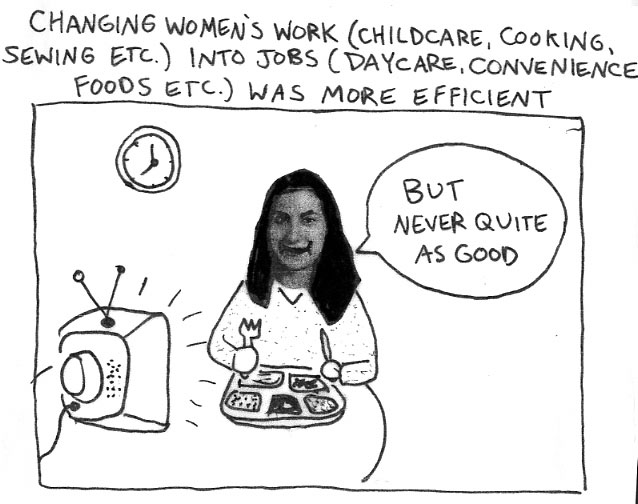 CHANGING WOMEN'S WORK (CHILDCARE, COOKING,
SEWING ETC.) INTO JOBS (DAYCARE, CONVENIENCE
FOODS ETC.) WAS MORE EFFICIENT
BUT
NEVER QUITE
AS GOOD